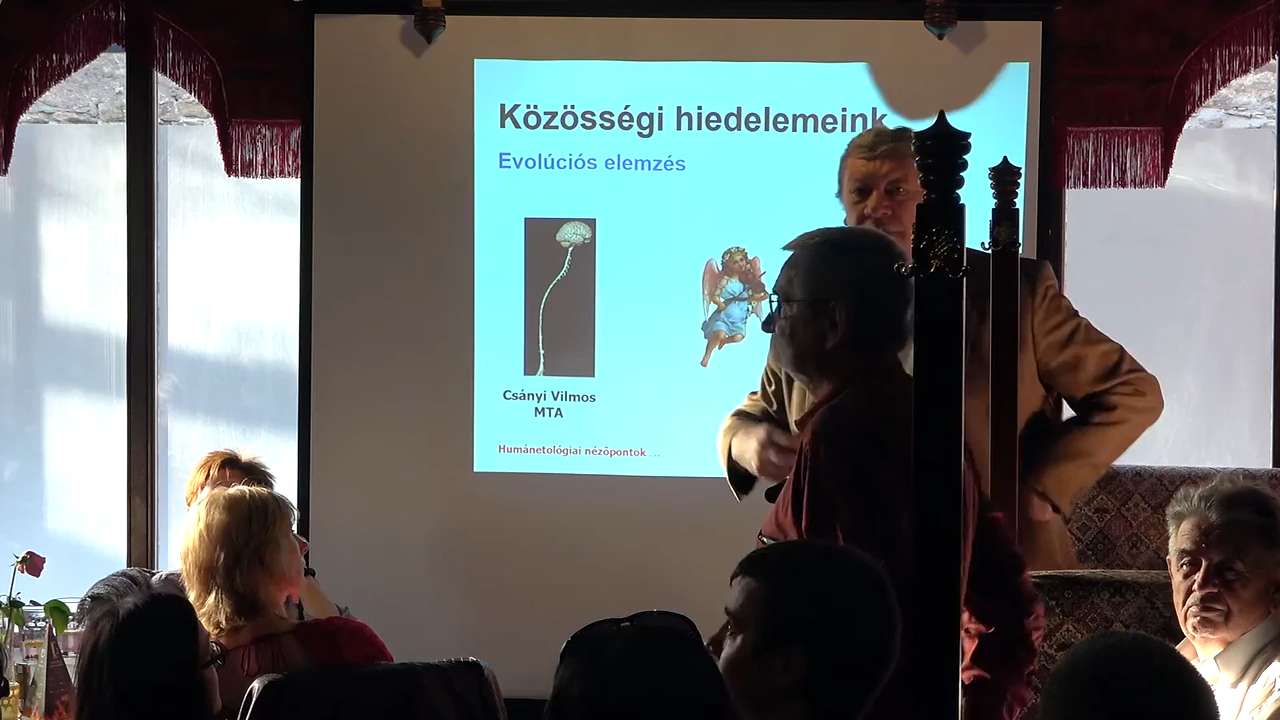 Közösségi hiedelemeink
Evolúciós elemzés
Csányi Vilmos
MTA
Humánetológiai nézőpontok ...